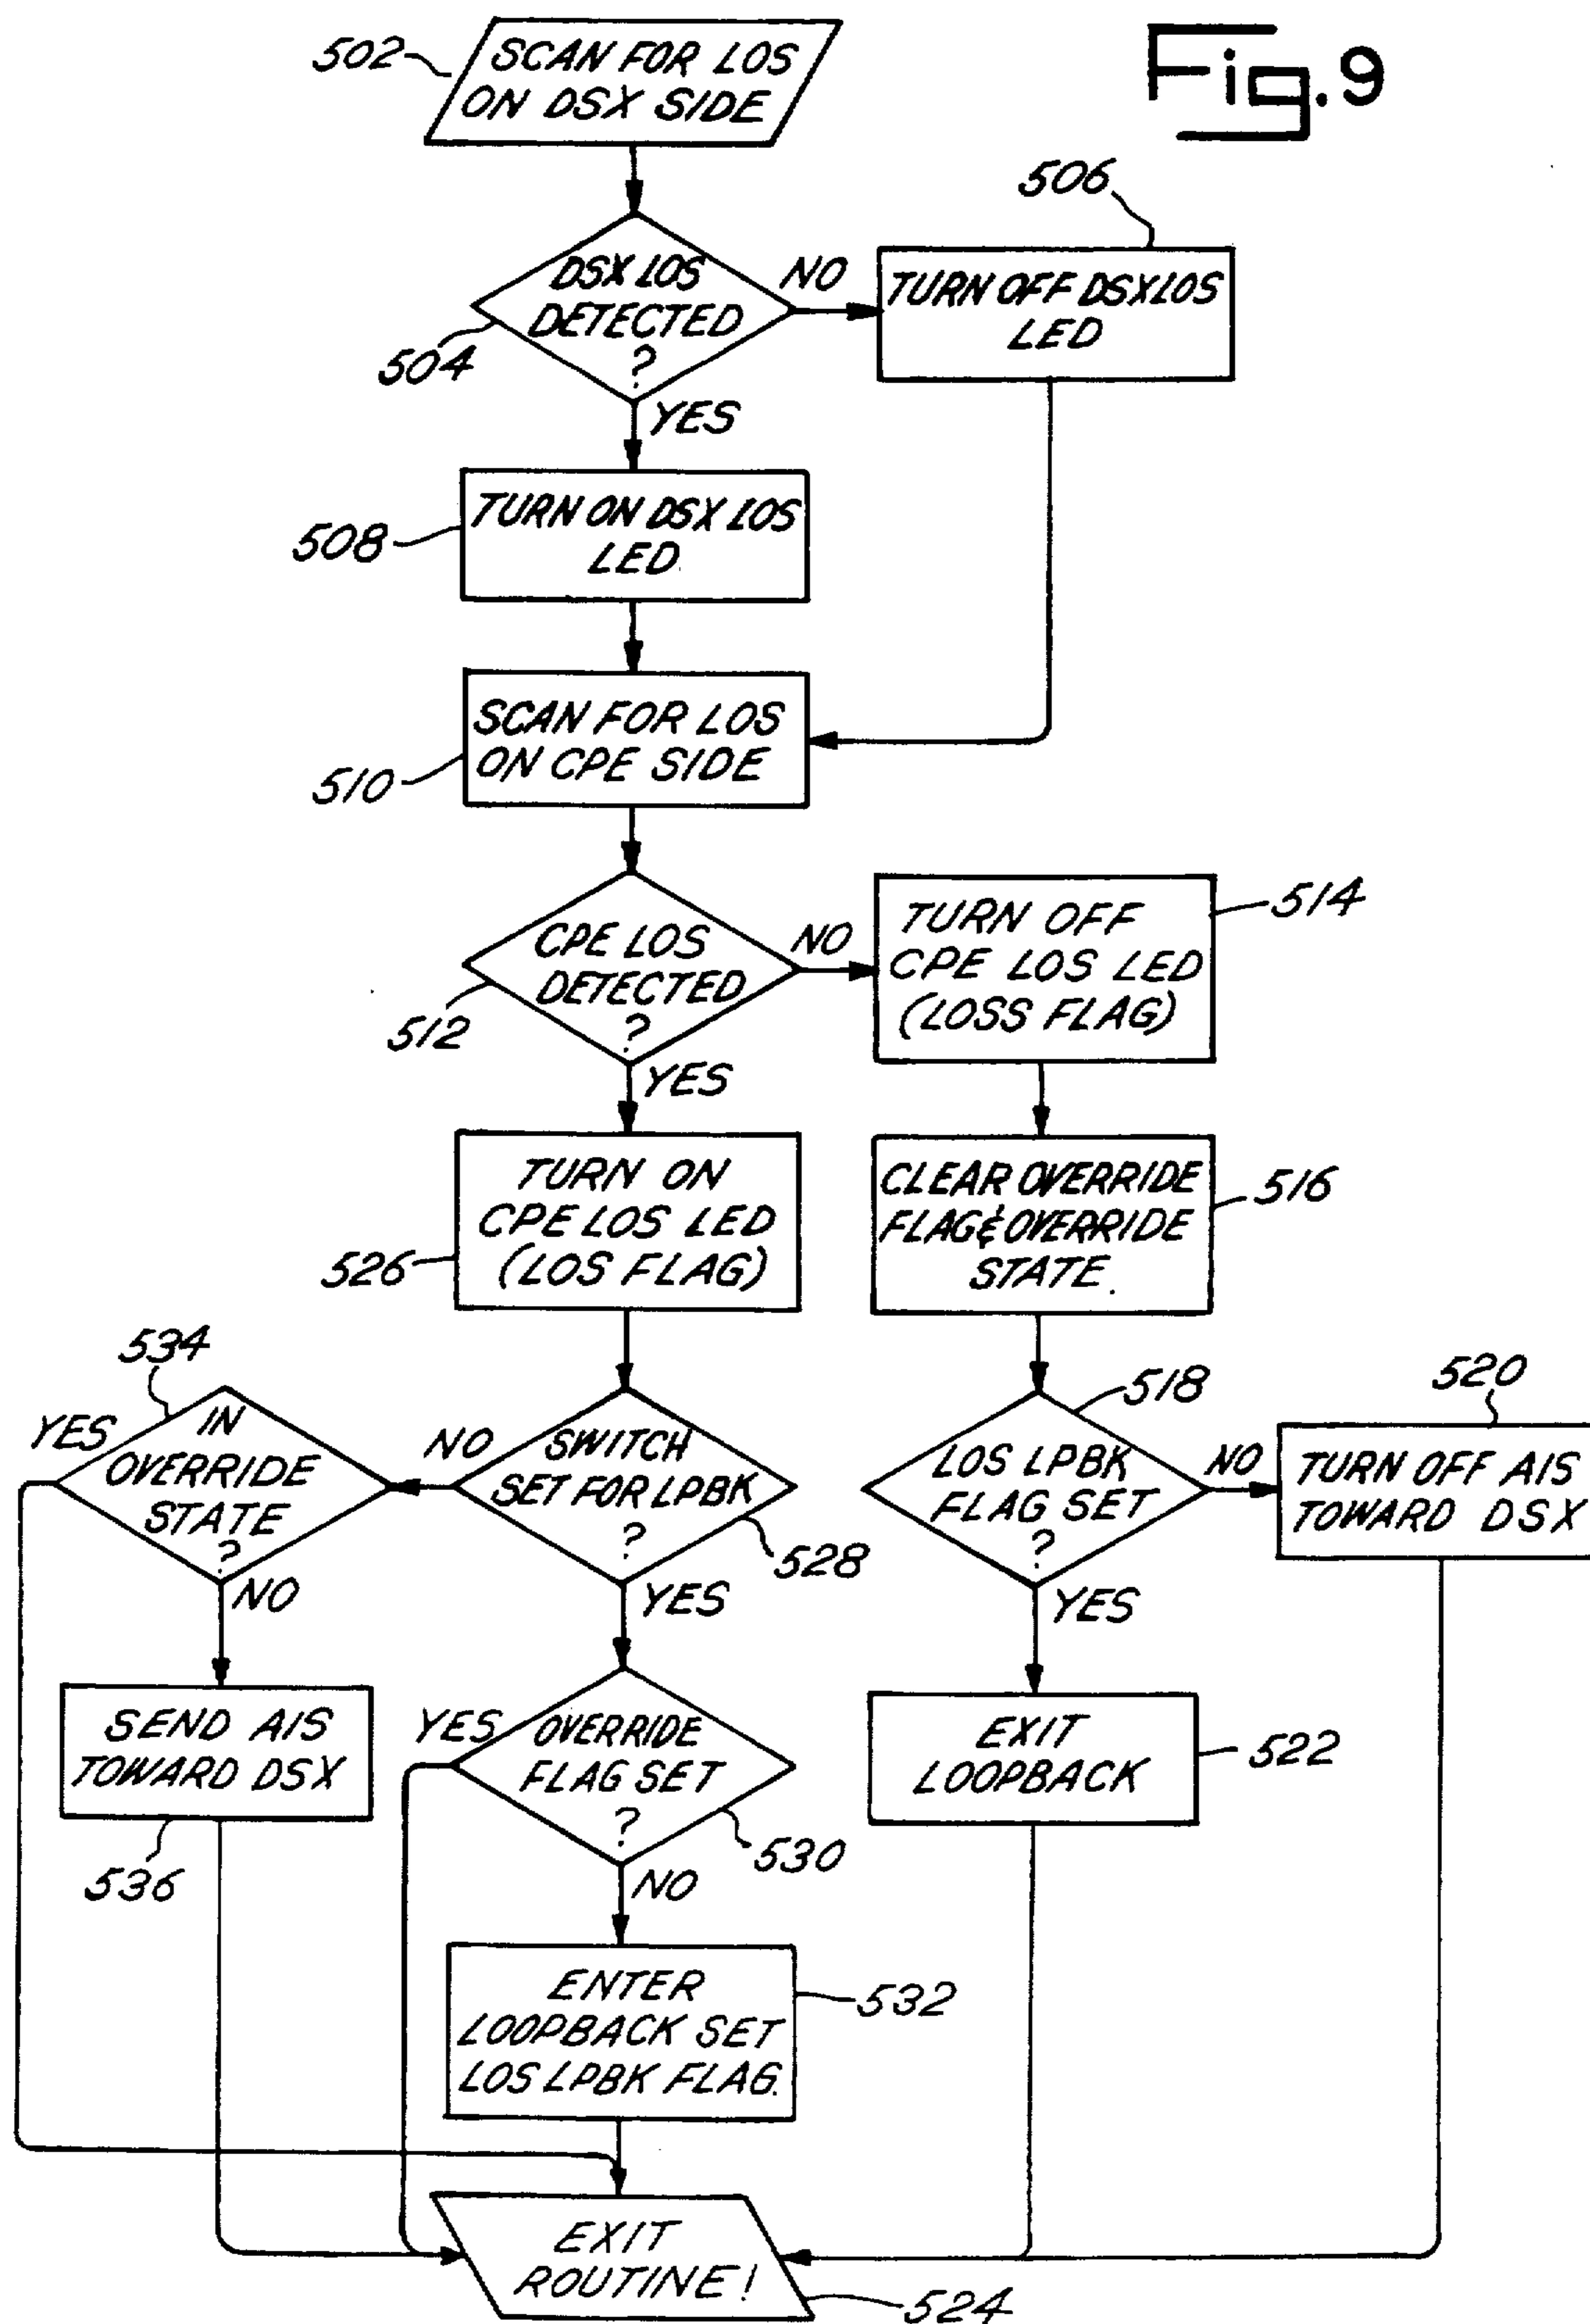 Fig. 9
502
SCAN FOR LOS
ON DSX SIDE
504
DSX LOS
DETECTED
?
NO
YES
506
TURN OFF DSX LOS
LED
508
TURN ON DSX LOS
LED
510
SCAN FOR LOS
ON CPE SIDE
512
CPE LOS
DETECTED
?
NO
YES
514
TURN OFF
CPE LOS LED
(LOSS FLAG)
516
CLEAR OVERRIDE
FLAG & OVERRIDE
STATE
526
TURN ON
CPE LOS LED
(LOS FLAG)
534
YES
IN
OVERRIDE
STATE
?
NO
NO
SWITCH
SET FOR LPBK
?
528
YES
518
LOS LPBK
FLAG SET
?
NO
YES
520
TURN OFF AIS
TOWARD DSX
SEND AIS
TOWARD DSX
536
YES
OVERRIDE
FLAG SET
?
530
NO
EXIT
LOOPBACK
522
ENTER
LOOPBACK SET
LOS LPBK FLAG
532
EXIT
ROUTINE!
524